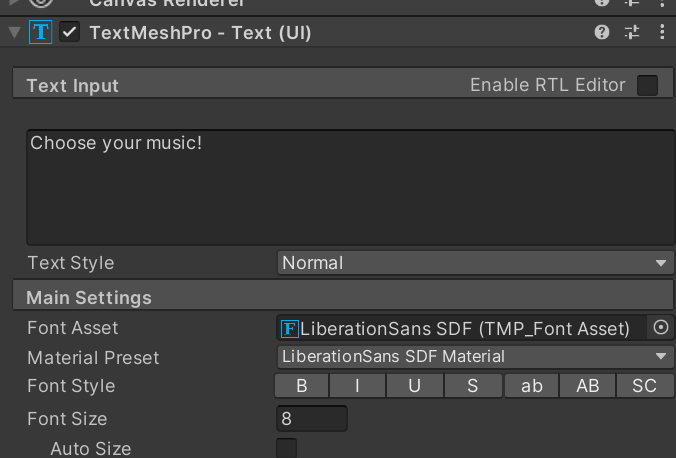 Canvas Renderer
T TextMeshPro - Text (UI)
Text Input Enable RTL Editor
Choose your music!
Text Style Normal
Main Settings
Font Asset F LiberationSans SDF (TMP_Font Asset)
Material Preset LiberationSans SDF Material
Font Style B I U S ab AB SC
Font Size 8
Auto Size